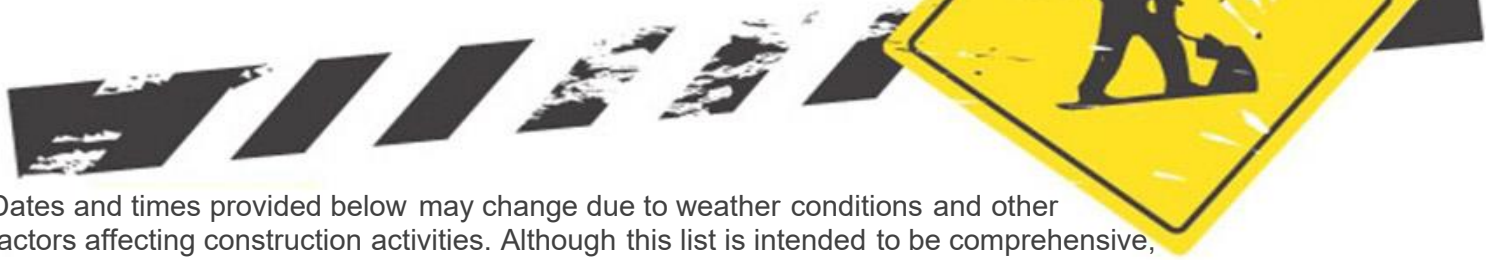 Dates and times provided below may change due to weather conditions and other
actors affecting construction activities. Although this list is intended to be comprehensive,